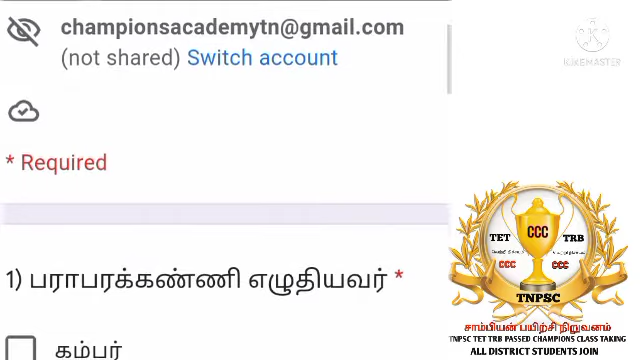 championsacademytn@gmail.com
(not shared) Switch account
* Required
1) பராபரக்கண்ணி எழுதியவர் *
கம்பர்
KINEMASTER
CCC
TET
TRB
CCC
CCC
TNPSC
சாம்பியன் பயிற்சி நிறுவனம்
TNPSC TET TRB PASSED CHAMPIONS CLASS TAKING
ALL DISTRICT STUDENTS JOIN